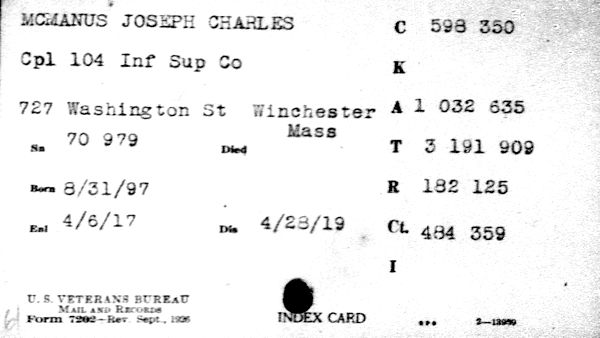 MCMANUS JOSEPH CHARLES
C 598 350
Cpl 104 Inf Sup Co
K
727 Washington St Winchester Mass
A 1 032 635
Sn 70 979
Died
T 3 191 909
Born 8/31/97
R 182 125
Enl 4/6/17
Dis 4/28/19
Ct. 484 359
I
U. S. VETERANS BUREAU
MAIL AND RECORDS
Form 7202—Rev. Sept., 1926
INDEX CARD
2—13989